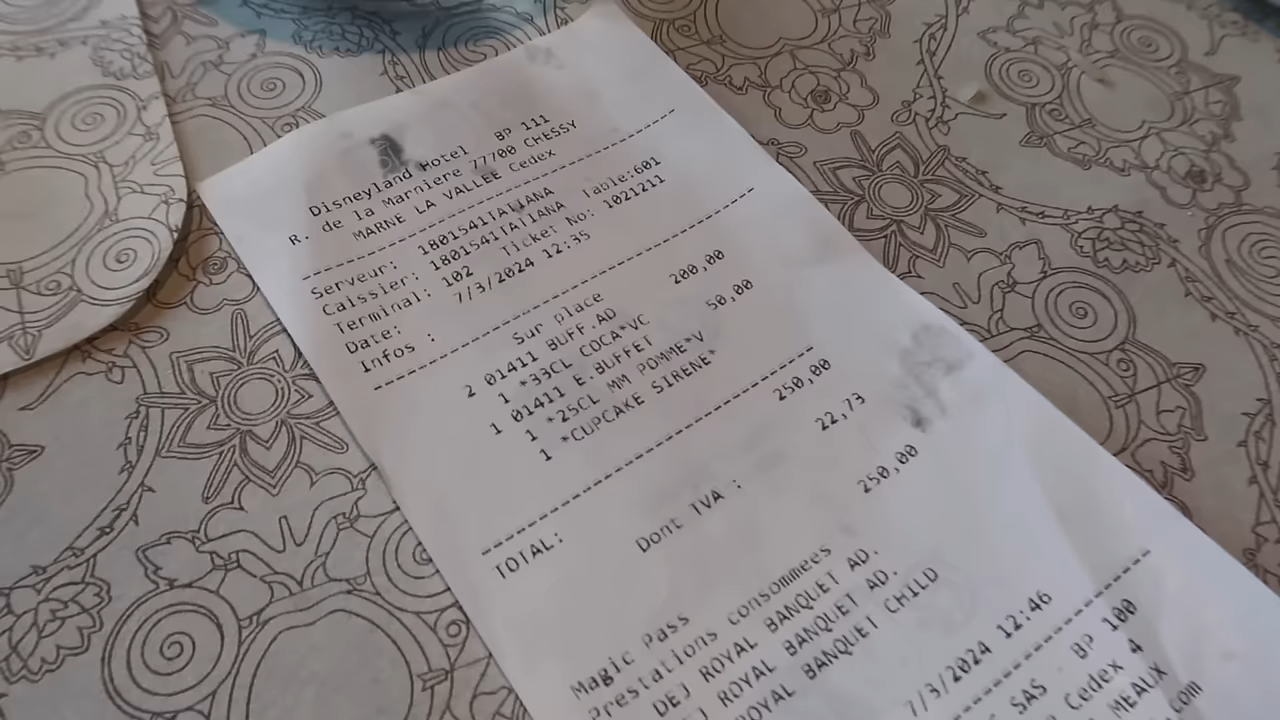 Disneyland Hotel
R. de la Marniere BP 111
MARNE LA VALLEE 77700 CHESSY
Cedex
Serveur: 1801541TATIANA
Caissier: 1801541TATIANA Table:601
Terminal: 102 Ticket No: 1021211
Date: 7/3/2024 12:35
Infos :
Sur place
2 01411 BUFF.AD 200,00
1 *33CL COCA*VC
1 01411 E.BUFFET 50,00
1 *25CL MM POMME*V
1 *CUPCAKE SIRENE*
TOTAL: 250,00
Dont TVA : 22,73
Magic Pass 250,00
Prestations consommees
DEJ ROYAL BANQUET AD.
ROYAL BANQUET AD.
ROYAL BANQUET CHILD
7/3/2024 12:46
SAS - BP 100
Cedex 4
MEAUX
com